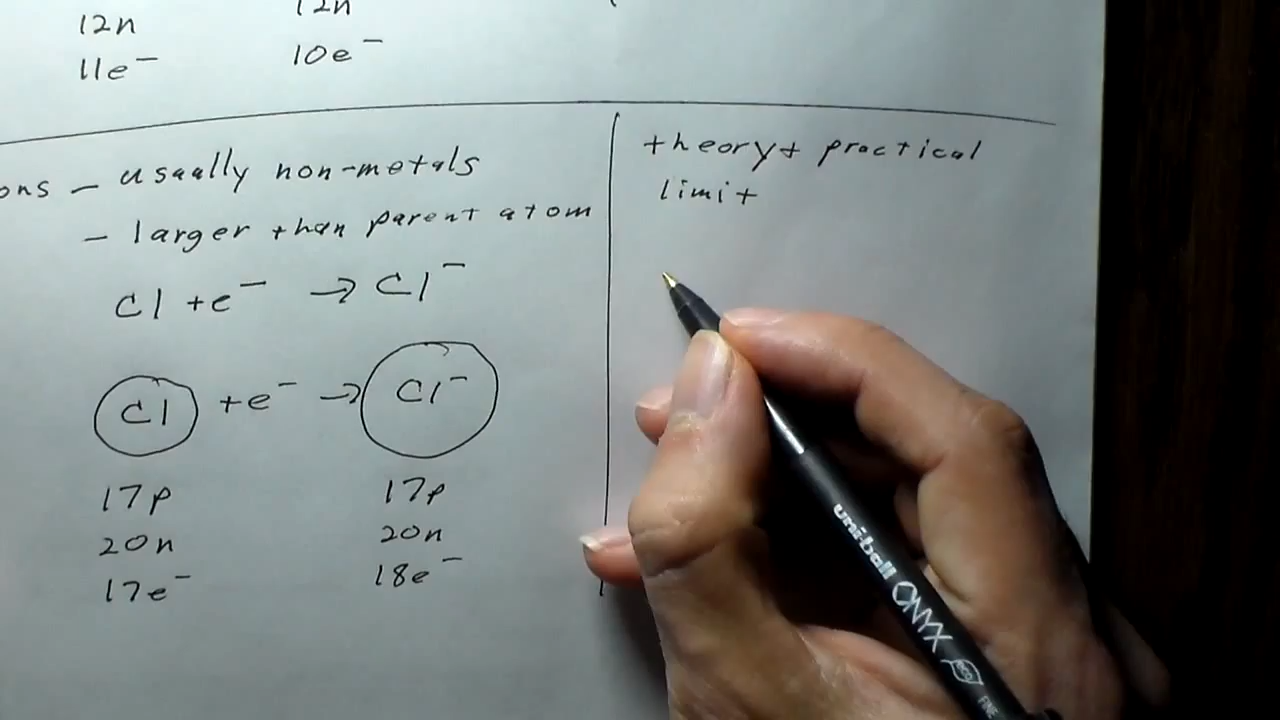 12n 12n
11e⁻ 10e⁻
ons – usually non-metals
– larger than parent atom
Cl + e⁻ → Cl⁻
Cl + e⁻ → Cl⁻
17p 17p
20n 20n
17e⁻ 18e⁻
theory + practical
limit
uni-ball ONYX
FINE